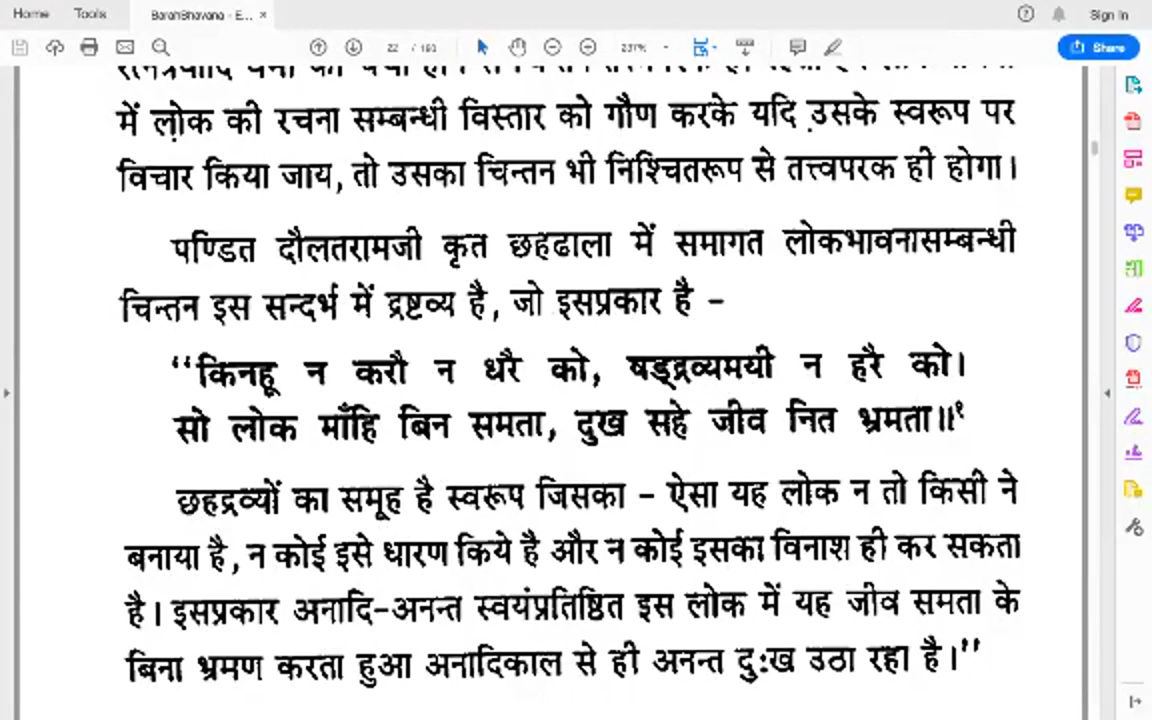 Home Tools BarahBhavana - E... ×
Sign In
22 / 190
Share
में लोक की रचना सम्बन्धी विस्तार को गौण करके यदि उसके स्वरूप पर
विचार किया जाय, तो उसका चिन्तन भी निश्चितरूप से तत्त्वपरक ही होगा।
पण्डित दौलतरामजी कृत छहढाला में समागत लोकभावनासम्बन्धी
चिन्तन इस सन्दर्भ में द्रष्टव्य है, जो इसप्रकार है –
“किनहू न करौ न धरै को, षड्द्रव्यमयी न हरै को।
सो लोक माँहि बिन समता, दुख सहे जीव नित भ्रमता॥१
छहद्रव्यों का समूह है स्वरूप जिसका – ऐसा यह लोक न तो किसी ने
बनाया है, न कोई इसे धारण किये है और न कोई इसका विनाश ही कर सकता
है। इसप्रकार अनादि-अनन्त स्वयंप्रतिष्ठित इस लोक में यह जीव समता के
बिना भ्रमण करता हुआ अनादिकाल से ही अनन्त दुःख उठा रहा है।”